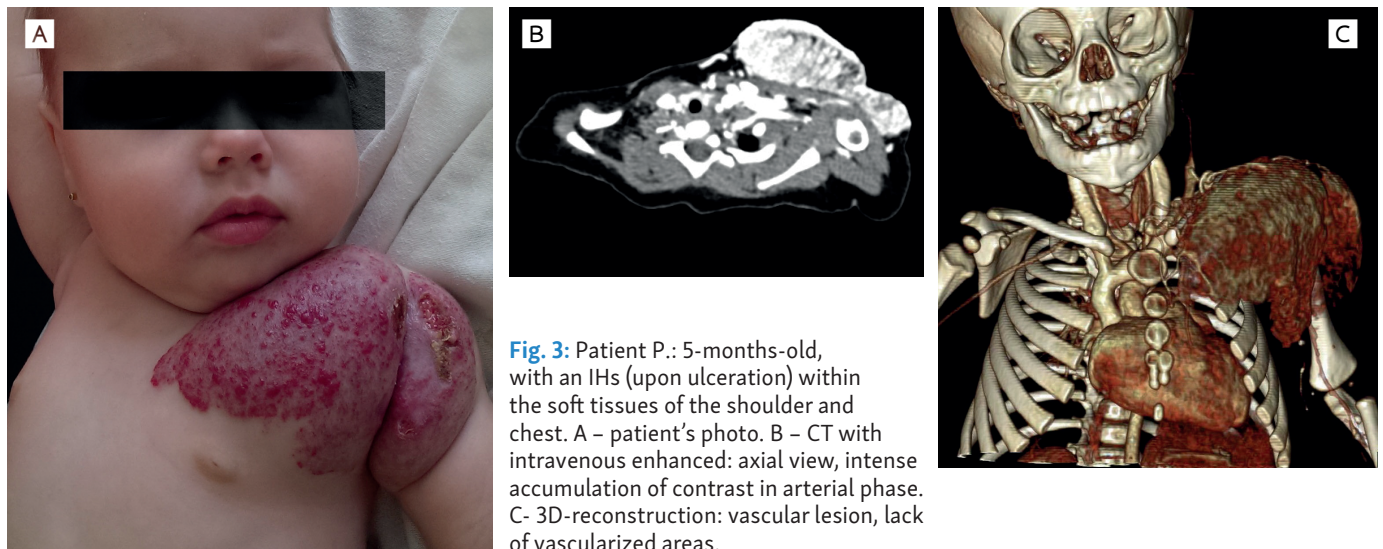 A
B
C
Fig. 3: Patient P.: 5-months-old,
with an IHs (upon ulceration) within
the soft tissues of the shoulder and
chest. A – patient's photo. B – CT with
intravenous enhanced: axial view, intense
accumulation of contrast in arterial phase.
C- 3D-reconstruction: vascular lesion, lack
of vascularized areas.